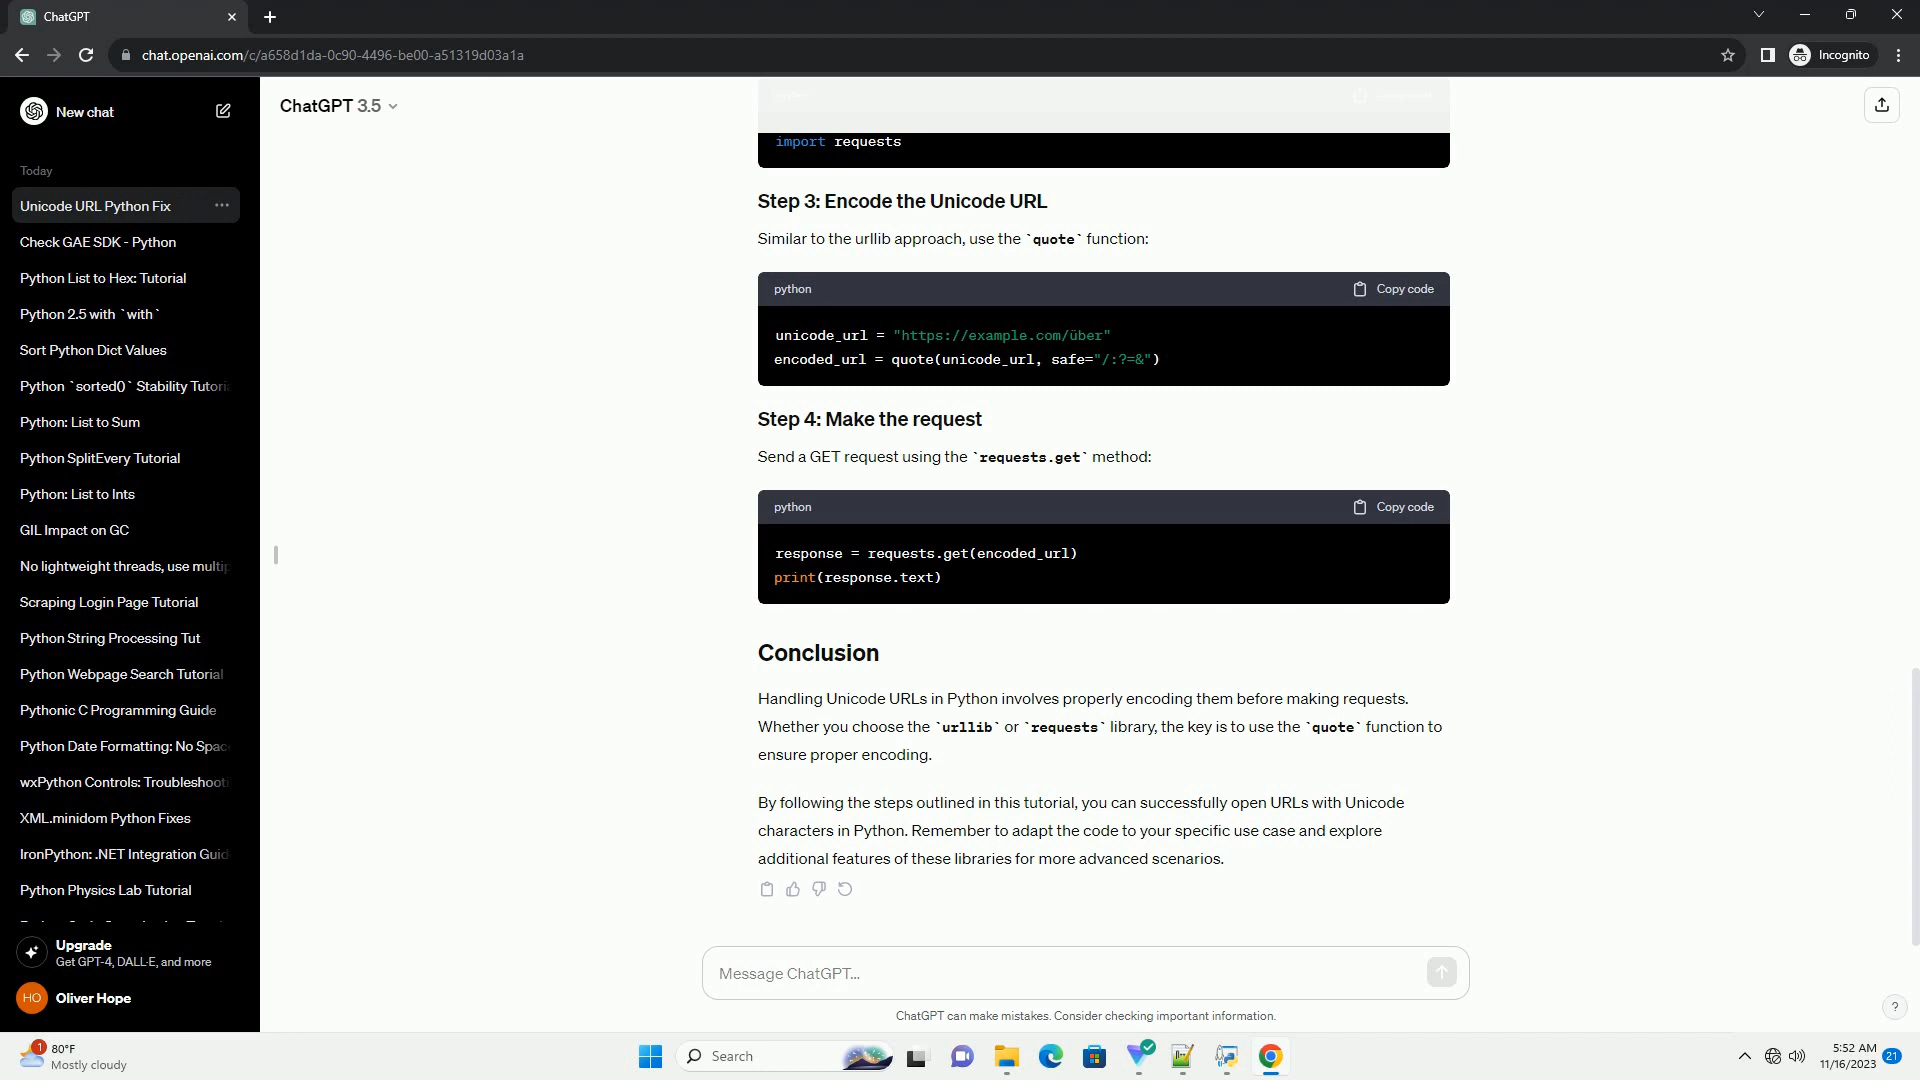 ChatGPT
chat.openai.com/c/a658d1da-0c90-4496-be00-a51319d03a1a
Incognito
New chat
Today
Unicode URL Python Fix
Check GAE SDK - Python
Python List to Hex: Tutorial
Python 2.5 with `with`
Sort Python Dict Values
Python `sorted()` Stability Tutori
Python: List to Sum
Python SplitEvery Tutorial
Python: List to Ints
GIL Impact on GC
No lightweight threads, use multip
Scraping Login Page Tutorial
Python String Processing Tut
Python Webpage Search Tutorial
Pythonic C Programming Guide
Python Date Formatting: No Spac
wxPython Controls: Troubleshooti
XML.minidom Python Fixes
IronPython: .NET Integration Guid
Python Physics Lab Tutorial
Upgrade
Get GPT-4, DALL·E, and more
HO
Oliver Hope
ChatGPT 3.5
import requests
Step 3: Encode the Unicode URL
Similar to the urllib approach, use the `quote` function:
python
Copy code
unicode_url = "https://example.com/über"
encoded_url = quote(unicode_url, safe="/:?=&")
Step 4: Make the request
Send a GET request using the `requests.get` method:
python
Copy code
response = requests.get(encoded_url)
print(response.text)
Conclusion
Handling Unicode URLs in Python involves properly encoding them before making requests.
Whether you choose the `urllib` or `requests` library, the key is to use the `quote` function to
ensure proper encoding.
By following the steps outlined in this tutorial, you can successfully open URLs with Unicode
characters in Python. Remember to adapt the code to your specific use case and explore
additional features of these libraries for more advanced scenarios.
Message ChatGPT...
ChatGPT can make mistakes. Consider checking important information.
?
1
80°F
Mostly cloudy
Search
5:52 AM
11/16/2023
21